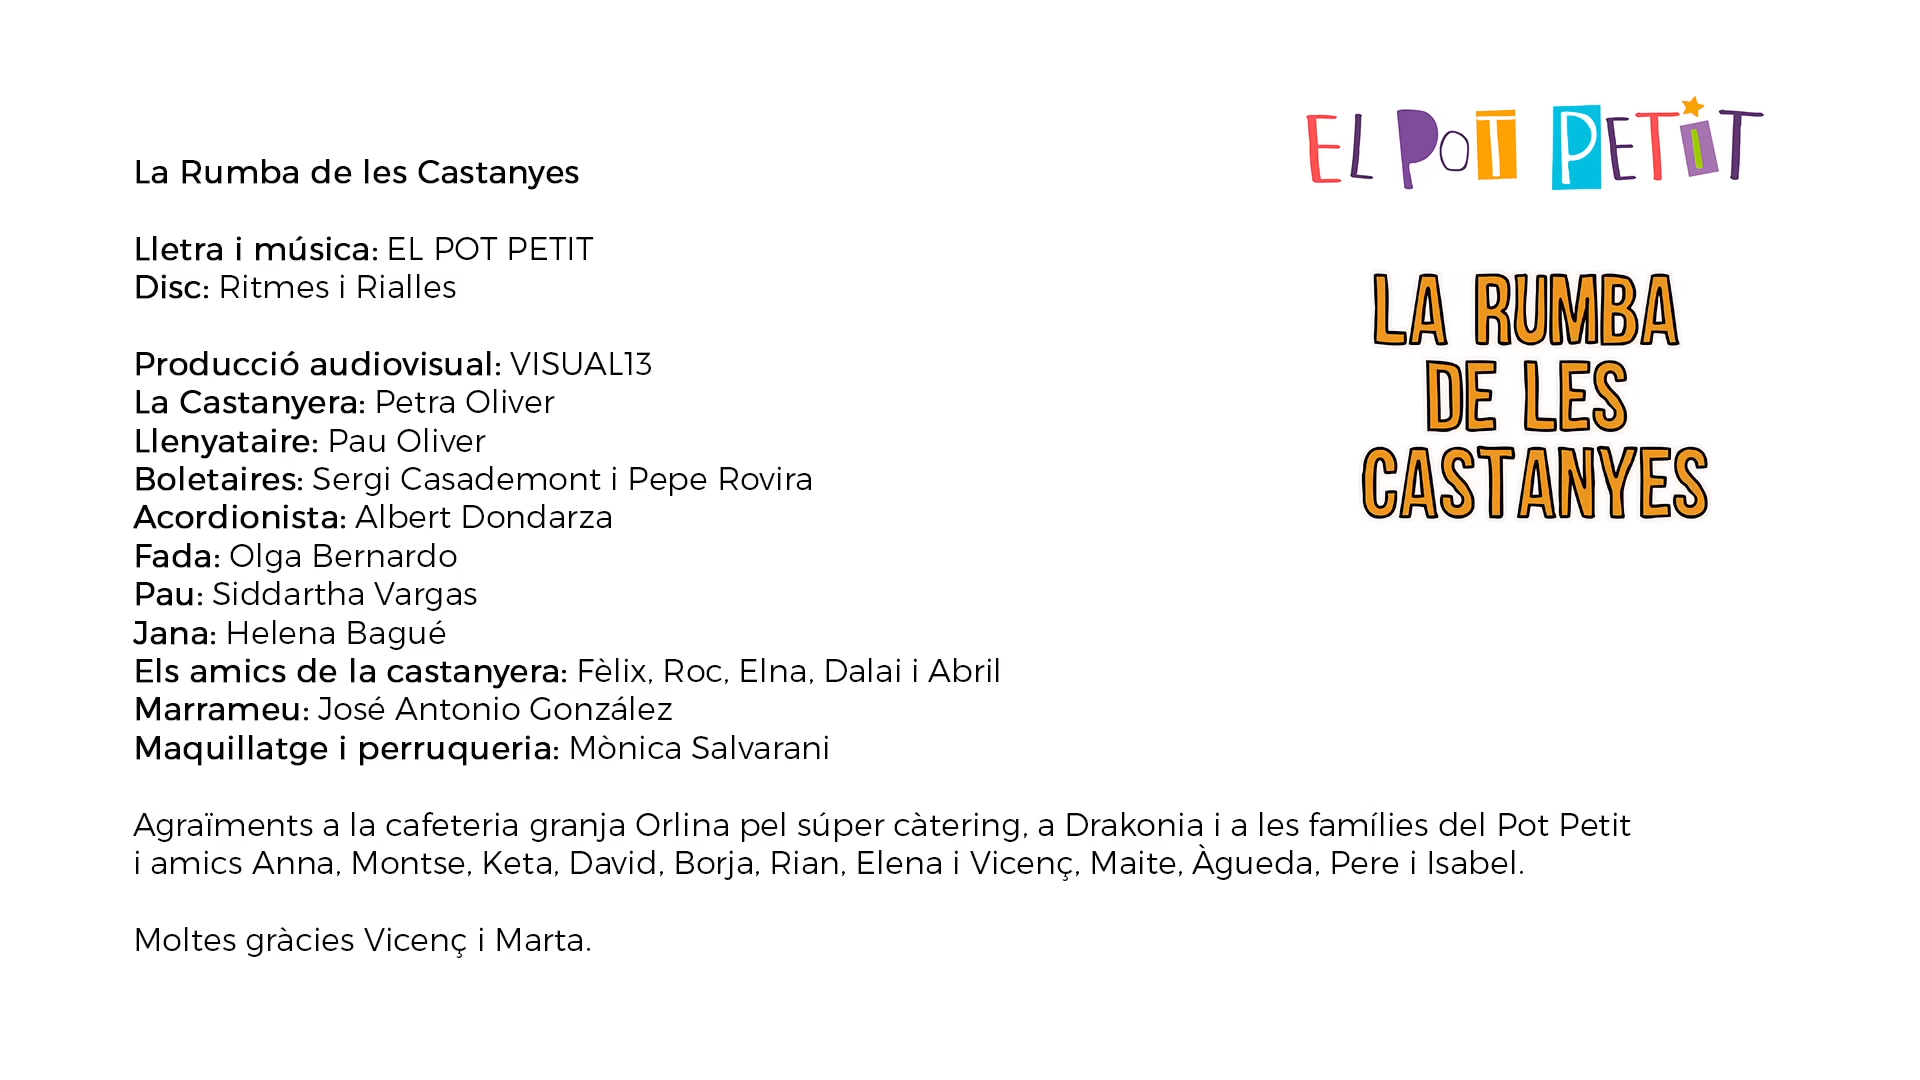 EL POT PETIT
La Rumba de les Castanyes
LA RUMBA
DE LES
CASTANYES
Lletra i música: EL POT PETIT
Disc: Ritmes i Rialles
Producció audiovisual: VISUAL13
La Castanyera: Petra Oliver
Llenyataire: Pau Oliver
Boletaires: Sergi Casademont i Pepe Rovira
Acordionista: Albert Dondarza
Fada: Olga Bernardo
Pau: Siddartha Vargas
Jana: Helena Bagué
Els amics de la castanyera: Fèlix, Roc, Elna, Dalai i Abril
Marrameu: José Antonio González
Maquillatge i perruqueria: Mònica Salvarani
Agraïments a la cafeteria granja Orlina pel súper càtering, a Drakonia i a les famílies del Pot Petit
i amics Anna, Montse, Keta, David, Borja, Rian, Elena i Vicenç, Maite, Àgueda, Pere i Isabel.
Moltes gràcies Vicenç i Marta.